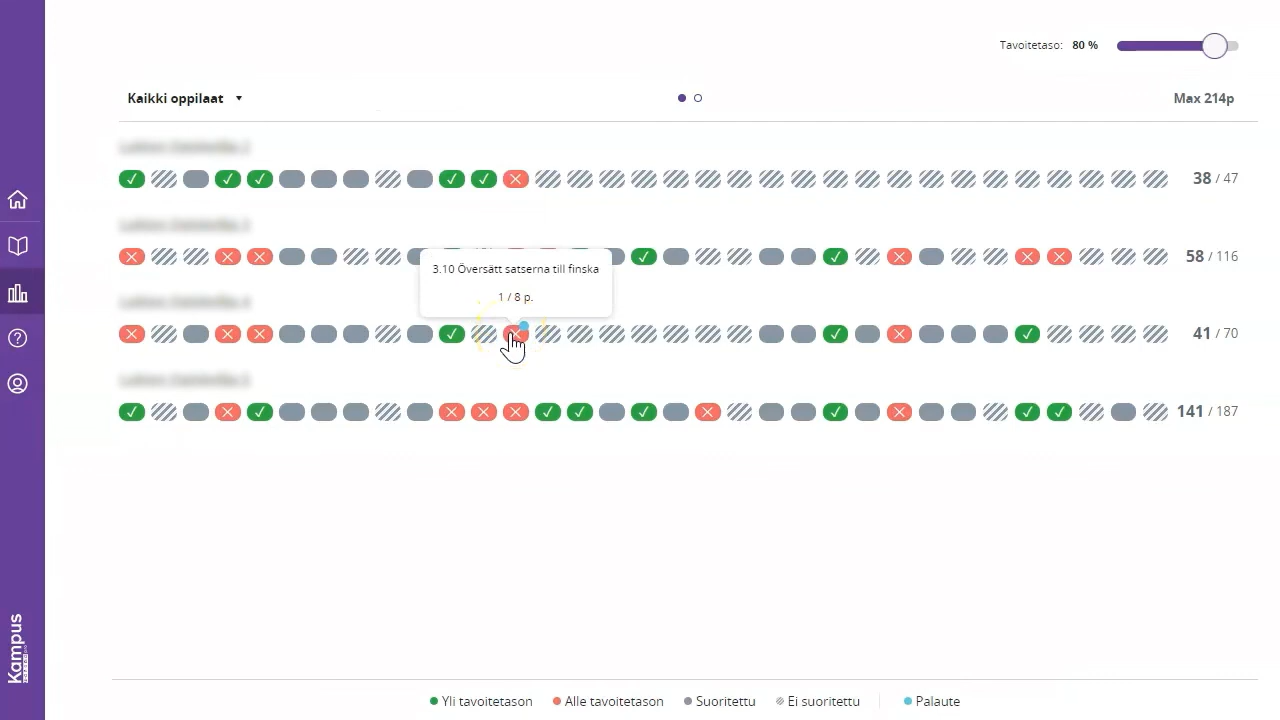 Tavoitetaso: 80 %
Kaikki oppilaat
Max 214p
38 / 47
58 / 116
3.10 Översätt satserna till finska
1 / 8 p.
41 / 70
141 / 187
Kampus
Yli tavoitetason
Alle tavoitetason
Suoritettu
Ei suoritettu
Palaute